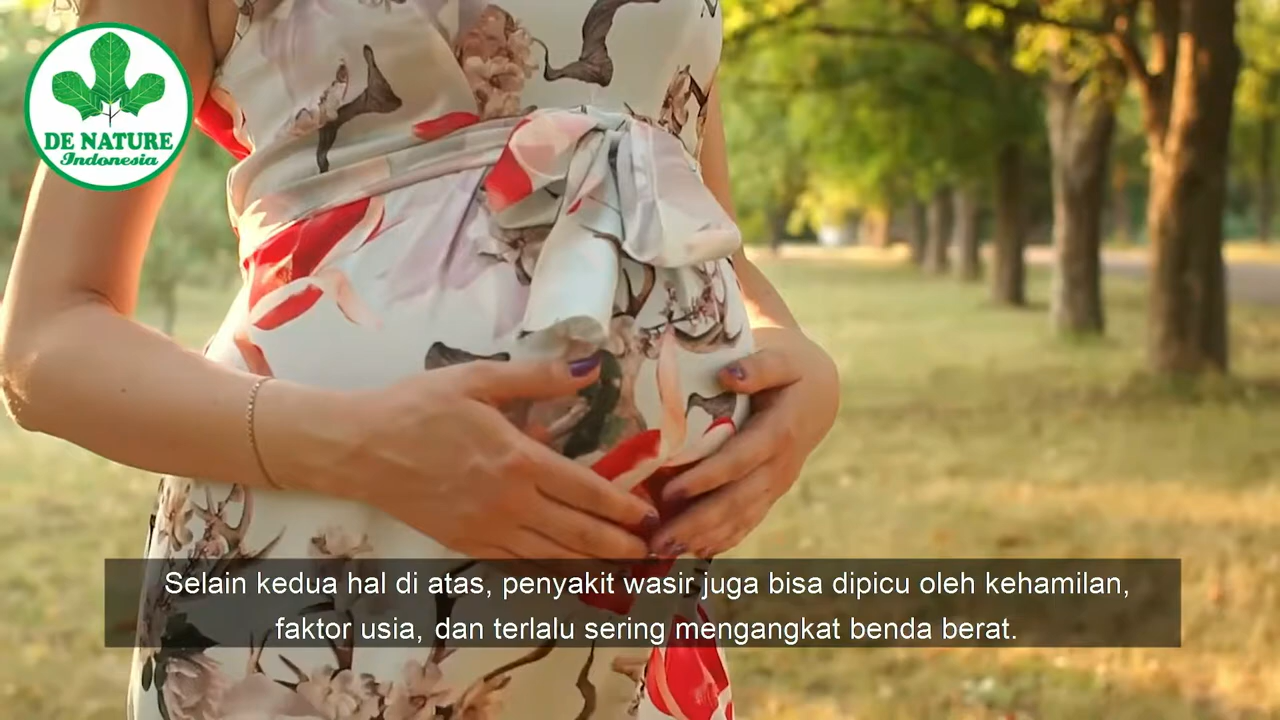 DE NATURE
Indonesia
Selain kedua hal di atas, penyakit wasir juga bisa dipicu oleh kehamilan,
faktor usia, dan terlalu sering mengangkat benda berat.